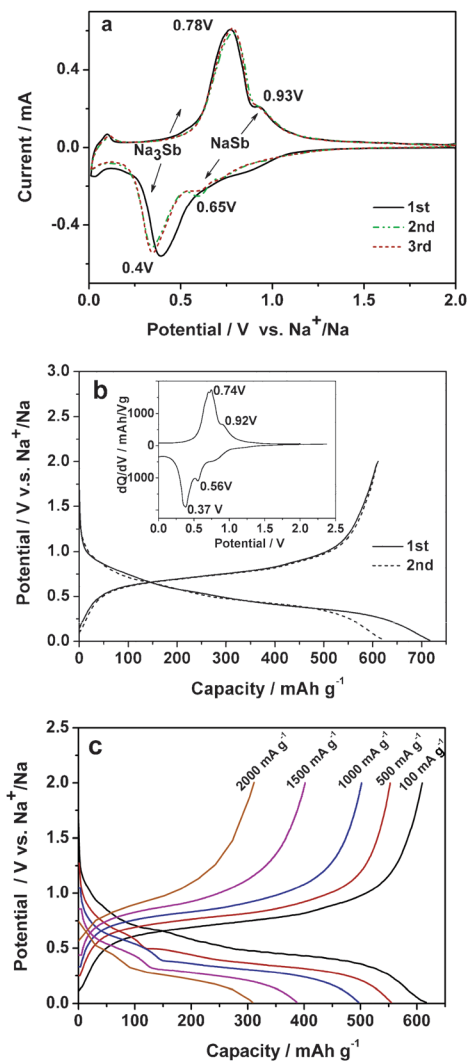 a
0.78V
0.93V
Na3Sb
NaSb
0.65V
0.4V
1st
2nd
3rd
0.6
0.0
-0.6
Current / mA
0.0 0.5 1.0 1.5 2.0
Potential / V vs. Na+/Na
b
3.0
2.5
2.0
1.5
1.0
0.5
0.0
Potential / V v.s. Na+/Na
0.74V
0.92V
0.56V
0.37 V
1000
0
1000
dQ/dV / mAh/Vg
0.0 0.5 1.0 1.5 2.0 2.5
Potential / V
1st
2nd
0 100 200 300 400 500 600 700
Capacity / mAh g-1
c
2000 mA g-1
1500 mA g-1
1000 mA g-1
500 mA g-1
100 mA g-1
2.5
2.0
1.5
1.0
0.5
0.0
Potential / V vs. Na+/Na
0 100 200 300 400 500 600
Capacity / mAh g-1